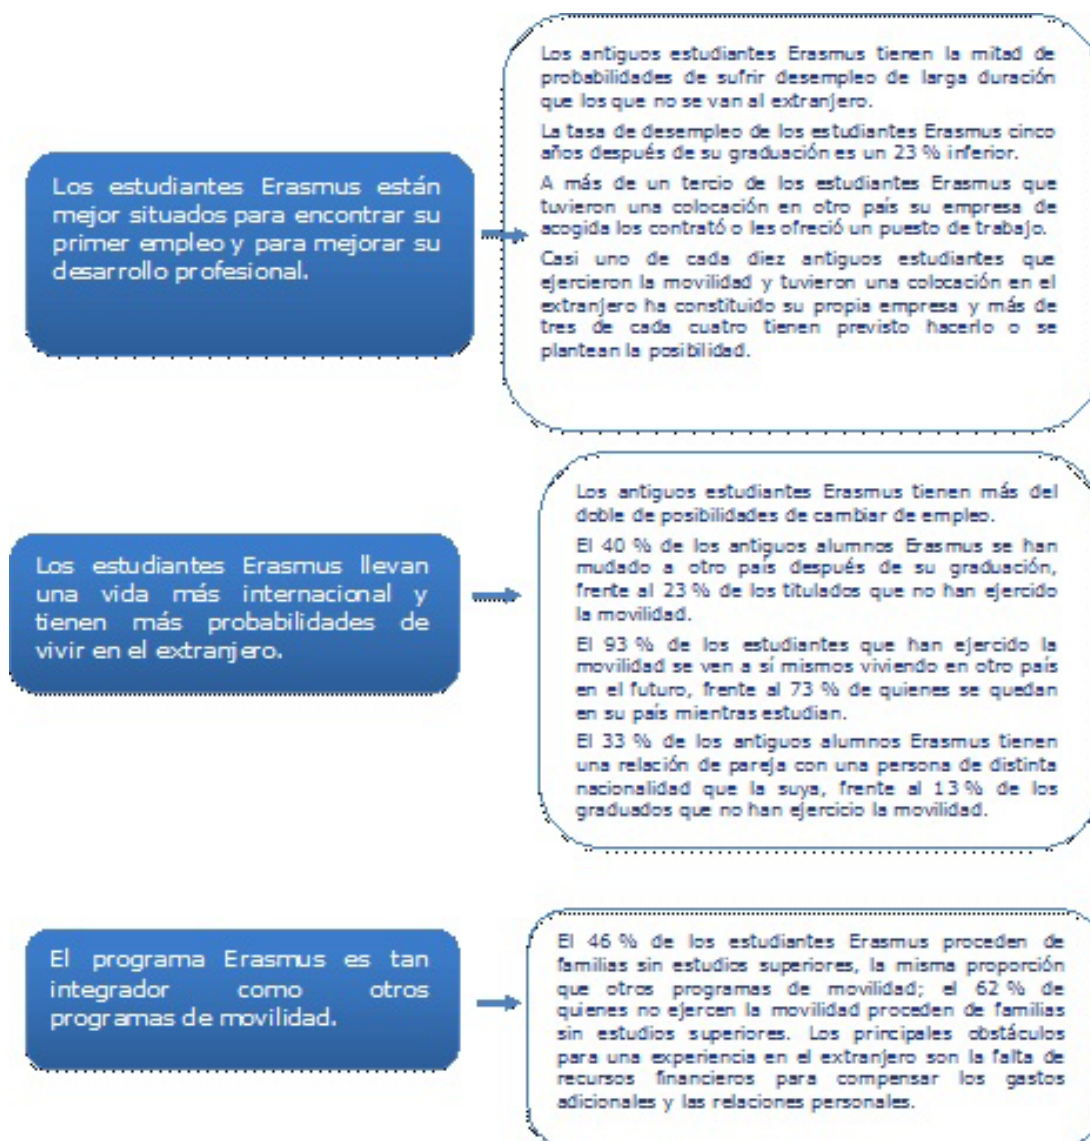 Los estudiantes Erasmus están
mejor situados para encontrar su
primer empleo y para mejorar su
desarrollo profesional.
Los antiguos estudiantes Erasmus tienen la mitad de
probabilidades de sufrir desempleo de larga duración
que los que no se van al extranjero.
La tasa de desempleo de los estudiantes Erasmus cinco
años después de su graduación es un 23 % inferior.
A más de un tercio de los estudiantes Erasmus que
tuvieron una colocación en otro país su empresa de
acogida los contrató o les ofreció un puesto de trabajo.
Casi uno de cada diez antiguos estudiantes que
ejercieron la movilidad y tuvieron una colocación en el
extranjero ha constituido su propia empresa y más de
tres de cada cuatro tienen previsto hacerlo o se
plantean la posibilidad.
Los estudiantes Erasmus llevan
una vida más internacional y
tienen más probabilidades de
vivir en el extranjero.
Los antiguos estudiantes Erasmus tienen más del
doble de posibilidades de cambiar de empleo.
El 40 % de los antiguos alumnos Erasmus se han
mudado a otro país después de su graduación,
frente al 23 % de los titulados que no han ejercido
la movilidad.
El 93 % de los estudiantes que han ejercido la
movilidad se ven a sí mismos viviendo en otro país
en el futuro, frente al 73 % de quienes se quedan
en su país mientras estudian.
El 33 % de los antiguos alumnos Erasmus tienen
una relación de pareja con una persona de distinta
nacionalidad que la suya, frente al 13 % de los
graduados que no han ejercicio la movilidad.
El programa Erasmus es tan
integrador como otros
programas de movilidad.
El 46 % de los estudiantes Erasmus proceden de
familias sin estudios superiores, la misma proporción
que otros programas de movilidad; el 62 % de
quienes no ejercen la movilidad proceden de familias
sin estudios superiores. Los principales obstáculos
para una experiencia en el extranjero son la falta de
recursos financieros para compensar los gastos
adicionales y las relaciones personales.